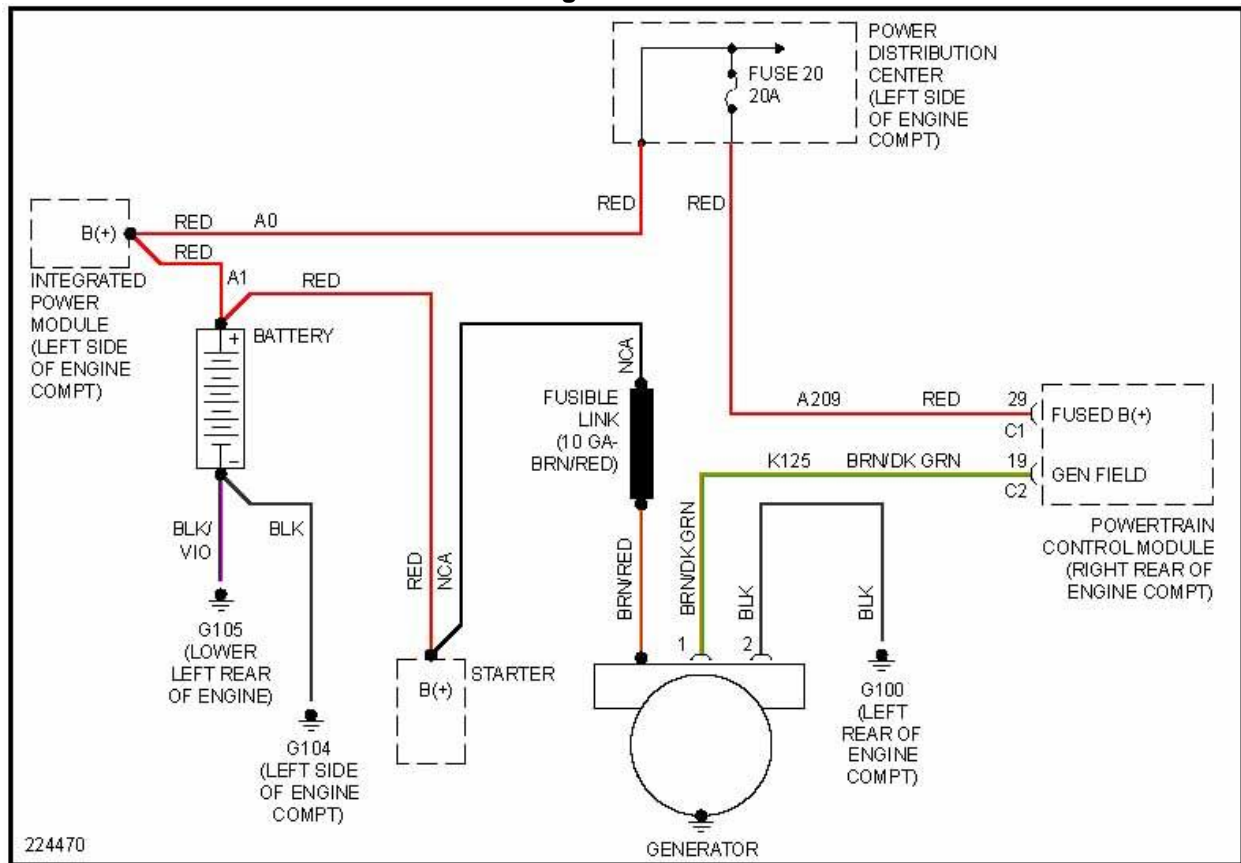 POWER
DISTRIBUTION
CENTER
(LEFT SIDE
OF ENGINE
COMPT)
FUSE 20
20A
RED
RED
B(+)
RED
A0
RED
INTEGRATED
POWER
MODULE
(LEFT SIDE
OF ENGINE
COMPT)
A1
RED
+
BATTERY
-
BLK/
VIO
BLK
G105
(LOWER
LEFT REAR
OF ENGINE)
G104
(LEFT SIDE
OF ENGINE
COMPT)
RED
NCA
B(+)
STARTER
NCA
FUSIBLE
LINK
(10 GA-
BRN/RED)
BRN/RED
BRN/DK GRN
BLK
BLK
1
2
A209
RED
29
C1
FUSED B(+)
K125
BRN/DK GRN
19
C2
GEN FIELD
POWERTRAIN
CONTROL MODULE
(RIGHT REAR OF
ENGINE COMPT)
G100
(LEFT
REAR OF
ENGINE
COMPT)
GENERATOR
224470